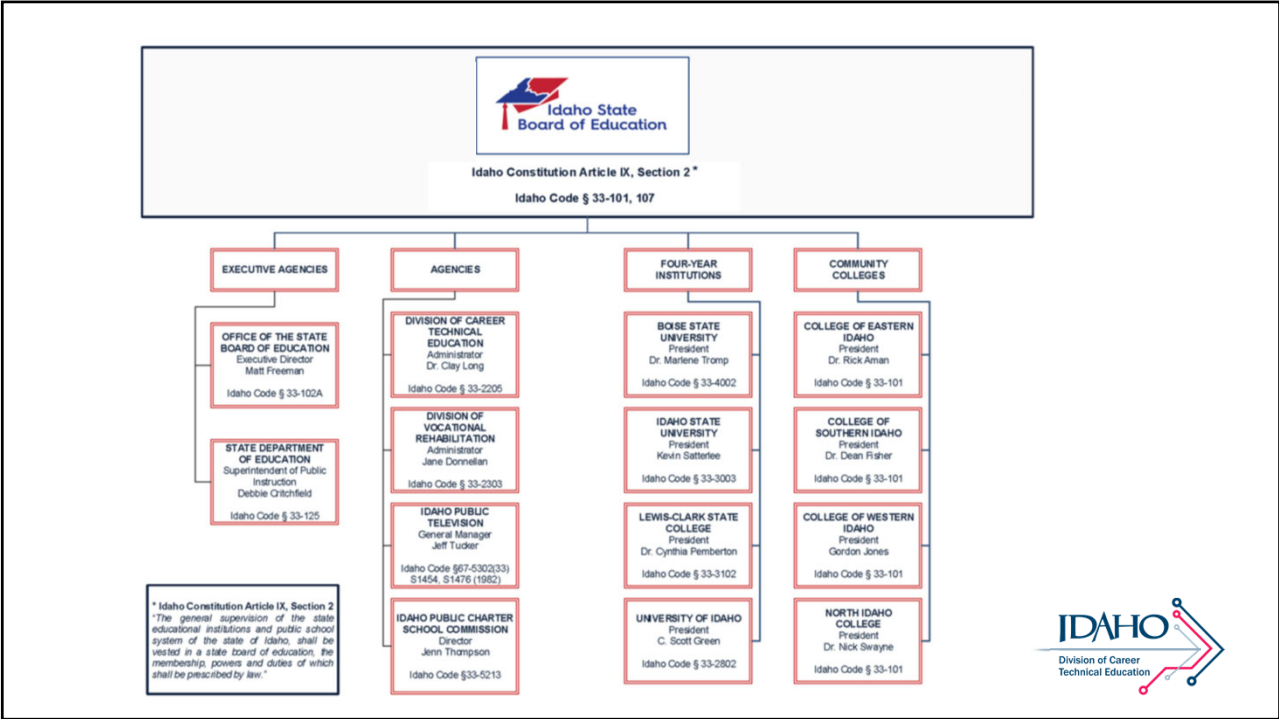 Idaho State
Board of Education
Idaho Constitution Article IX, Section 2 *
Idaho Code § 33-101, 107
EXECUTIVE AGENCIES
OFFICE OF THE STATE
BOARD OF EDUCATION
Executive Director
Matt Freeman
Idaho Code § 33-102A
STATE DEPARTMENT
OF EDUCATION
Superintendent of Public
Instruction
Debbie Critchfield
Idaho Code § 33-125
AGENCIES
DIVISION OF CAREER
TECHNICAL
EDUCATION
Administrator
Dr. Clay Long
Idaho Code § 33-2205
DIVISION OF
VOCATIONAL
REHABILITATION
Administrator
Jane Donnellan
Idaho Code § 33-2303
IDAHO PUBLIC
TELEVISION
General Manager
Jeff Tucker
Idaho Code §67-5302(33)
S1454, S1476 (1982)
IDAHO PUBLIC CHARTER
SCHOOL COMMISSION
Director
Jenn Thompson
Idaho Code §33-5213
FOUR-YEAR
INSTITUTIONS
BOISE STATE
UNIVERSITY
President
Dr. Marlene Tromp
Idaho Code § 33-4002
IDAHO STATE
UNIVERSITY
President
Kevin Satterlee
Idaho Code § 33-3003
LEWIS-CLARK STATE
COLLEGE
President
Dr. Cynthia Pemberton
Idaho Code § 33-3102
UNIVERSITY OF IDAHO
President
C. Scott Green
Idaho Code § 33-2802
COMMUNITY
COLLEGES
COLLEGE OF EASTERN
IDAHO
President
Dr. Rick Aman
Idaho Code § 33-101
COLLEGE OF
SOUTHERN IDAHO
President
Dr. Dean Fisher
Idaho Code § 33-101
COLLEGE OF WESTERN
IDAHO
President
Gordon Jones
Idaho Code § 33-101
NORTH IDAHO
COLLEGE
President
Dr. Nick Swayne
Idaho Code § 33-101
* Idaho Constitution Article IX, Section 2
"The general supervision of the state
educational institutions and public school
system of the state of Idaho, shall be
vested in a state board of education, the
membership, powers and duties of which
shall be prescribed by law."
IDAHO
Division of Career
Technical Education